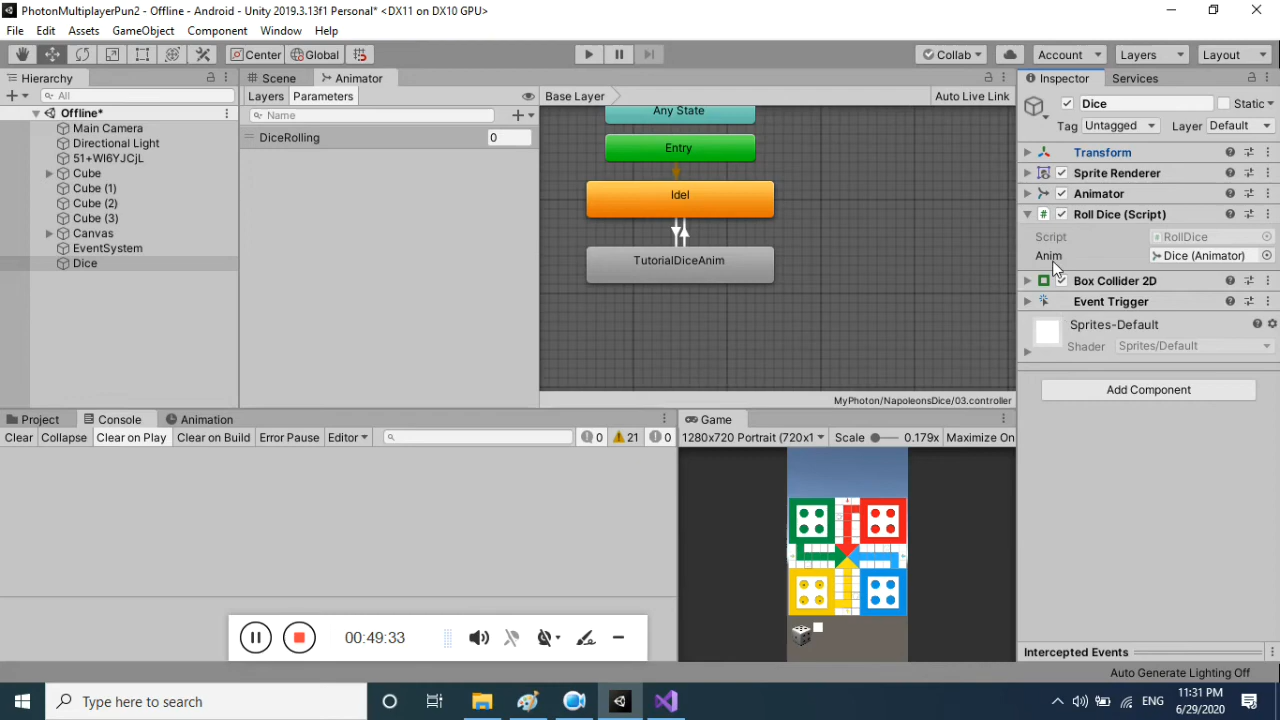 PhotonMultiplayerPun2 - Offline - Android - Unity 2019.3.13f1 Personal* <DX11 on DX10 GPU>
File Edit Assets GameObject Component Window Help
Center Global Collab Account Layers Layout
Hierarchy
All
Offline*
Main Camera
Directional Light
51+Wl6YJCjL
Cube
Cube (1)
Cube (2)
Cube (3)
Canvas
EventSystem
Dice
Scene Animator
Layers Parameters Base Layer Auto Live Link
Name
DiceRolling 0
Any State
Entry
Idel
TutorialDiceAnim
MyPhoton/NapoleonsDice/03.controller
Inspector Services
Dice Static
Tag Untagged Layer Default
Transform
Sprite Renderer
Animator
Roll Dice (Script)
Script RollDice
Anim Dice (Animator)
Box Collider 2D
Event Trigger
Sprites-Default
Shader Sprites/Default
Add Component
Intercepted Events
Auto Generate Lighting Off
Project Console Animation
Clear Collapse Clear on Play Clear on Build Error Pause Editor 0 21 0
Game
1280x720 Portrait (720x1 Scale 0.179x Maximize On
00:49:33
Type here to search
ENG
11:31 PM
6/29/2020